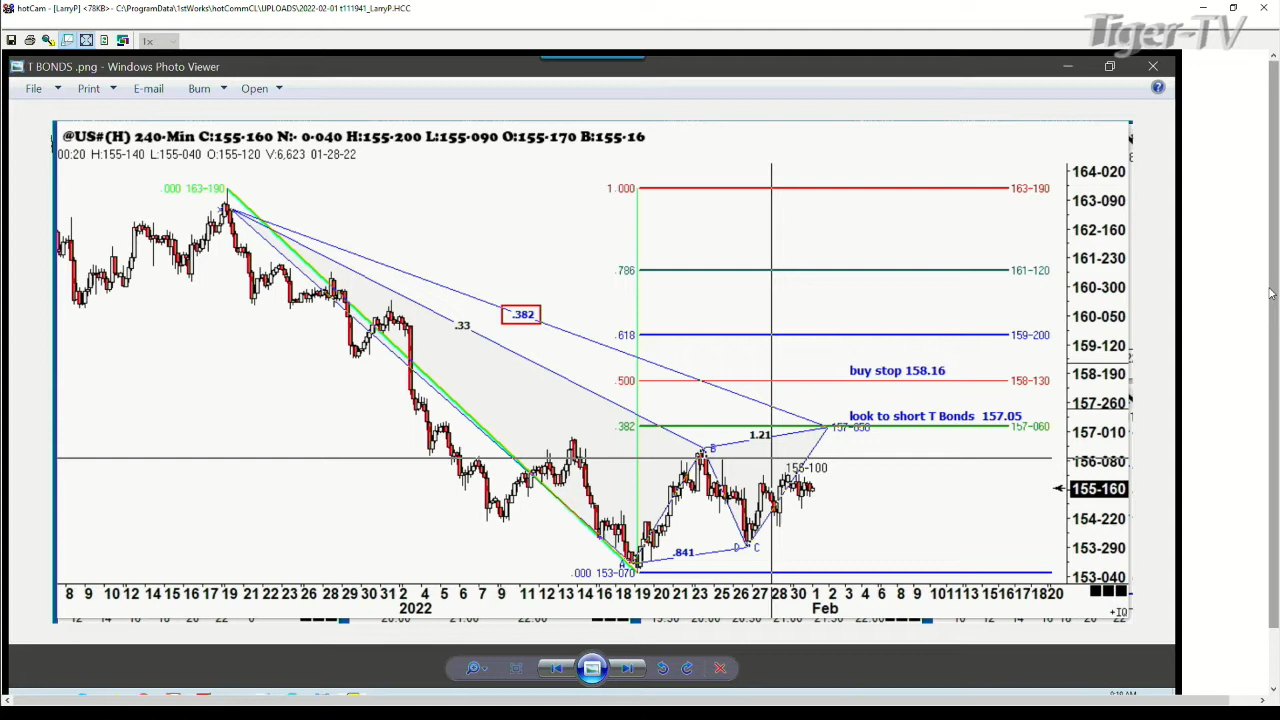 hotCam - [LarryP] <78KB>- C:\ProgramData\1stWorks\hotCommCL\UPLOADS\2022-02-01 t111941_LarryP.HCC
Tiger-TV
1x
T BONDS .png - Windows Photo Viewer
File Print E-mail Burn Open
@US#(H) 240-Min C:155-160 N:- 0-040 H:155-200 L:155-090 O:155-170 B:155-16
00:20 H:155-140 L:155-040 O:155-120 V:6,623 01-28-22
164-020
.000 163-190
1.000
163-190
163-090
162-160
161-230
.786
161-120
160-300
.382
160-050
.33
.618
159-200
159-120
buy stop 158.16
158-190
.500
158-130
157-260
look to short T Bonds 157.05
.382
157-060
157-010
1.21
B
155-100
156-080
155-160
154-220
.841
D C
153-290
A
.000 153-070
153-040
8 9 10 13 14 15 16 17 19 20 21 22 23 26 28 29 30 31 2 4 5 6 7 9 11 12 13 14 16 18 19 20 21 23 25 26 27 28 30 1 2 3 4 6 7 8 9 10 11 13 14 15 16 17 18 20
2022
Feb
+IQ